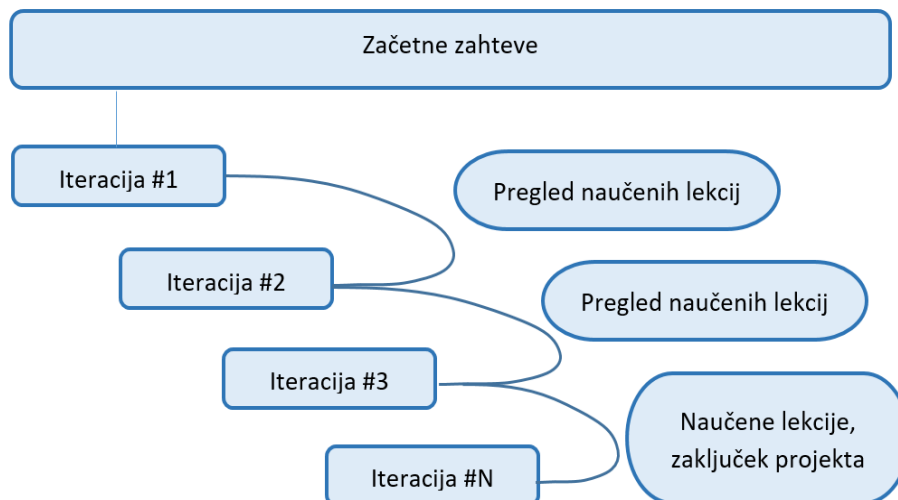 Začetne zahteve
Iteracija #1
Pregled naučenih lekcij
Iteracija #2
Pregled naučenih lekcij
Iteracija #3
Naučene lekcije,
zaključek projekta
Iteracija #N